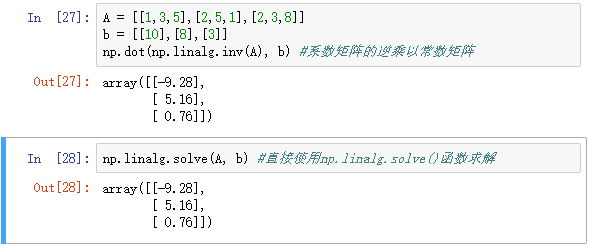 In [27]: A = [[1,3,5],[2,5,1],[2,3,8]]
b = [[10],[8],[3]]
np.dot(np.linalg.inv(A), b) #系数矩阵的逆乘以常数矩阵
Out[27]: array([[-9.28],
[ 5.16],
[ 0.76]])
In [28]: np.linalg.solve(A, b) #直接使用np.linalg.solve()函数求解
Out[28]: array([[-9.28],
[ 5.16],
[ 0.76]])